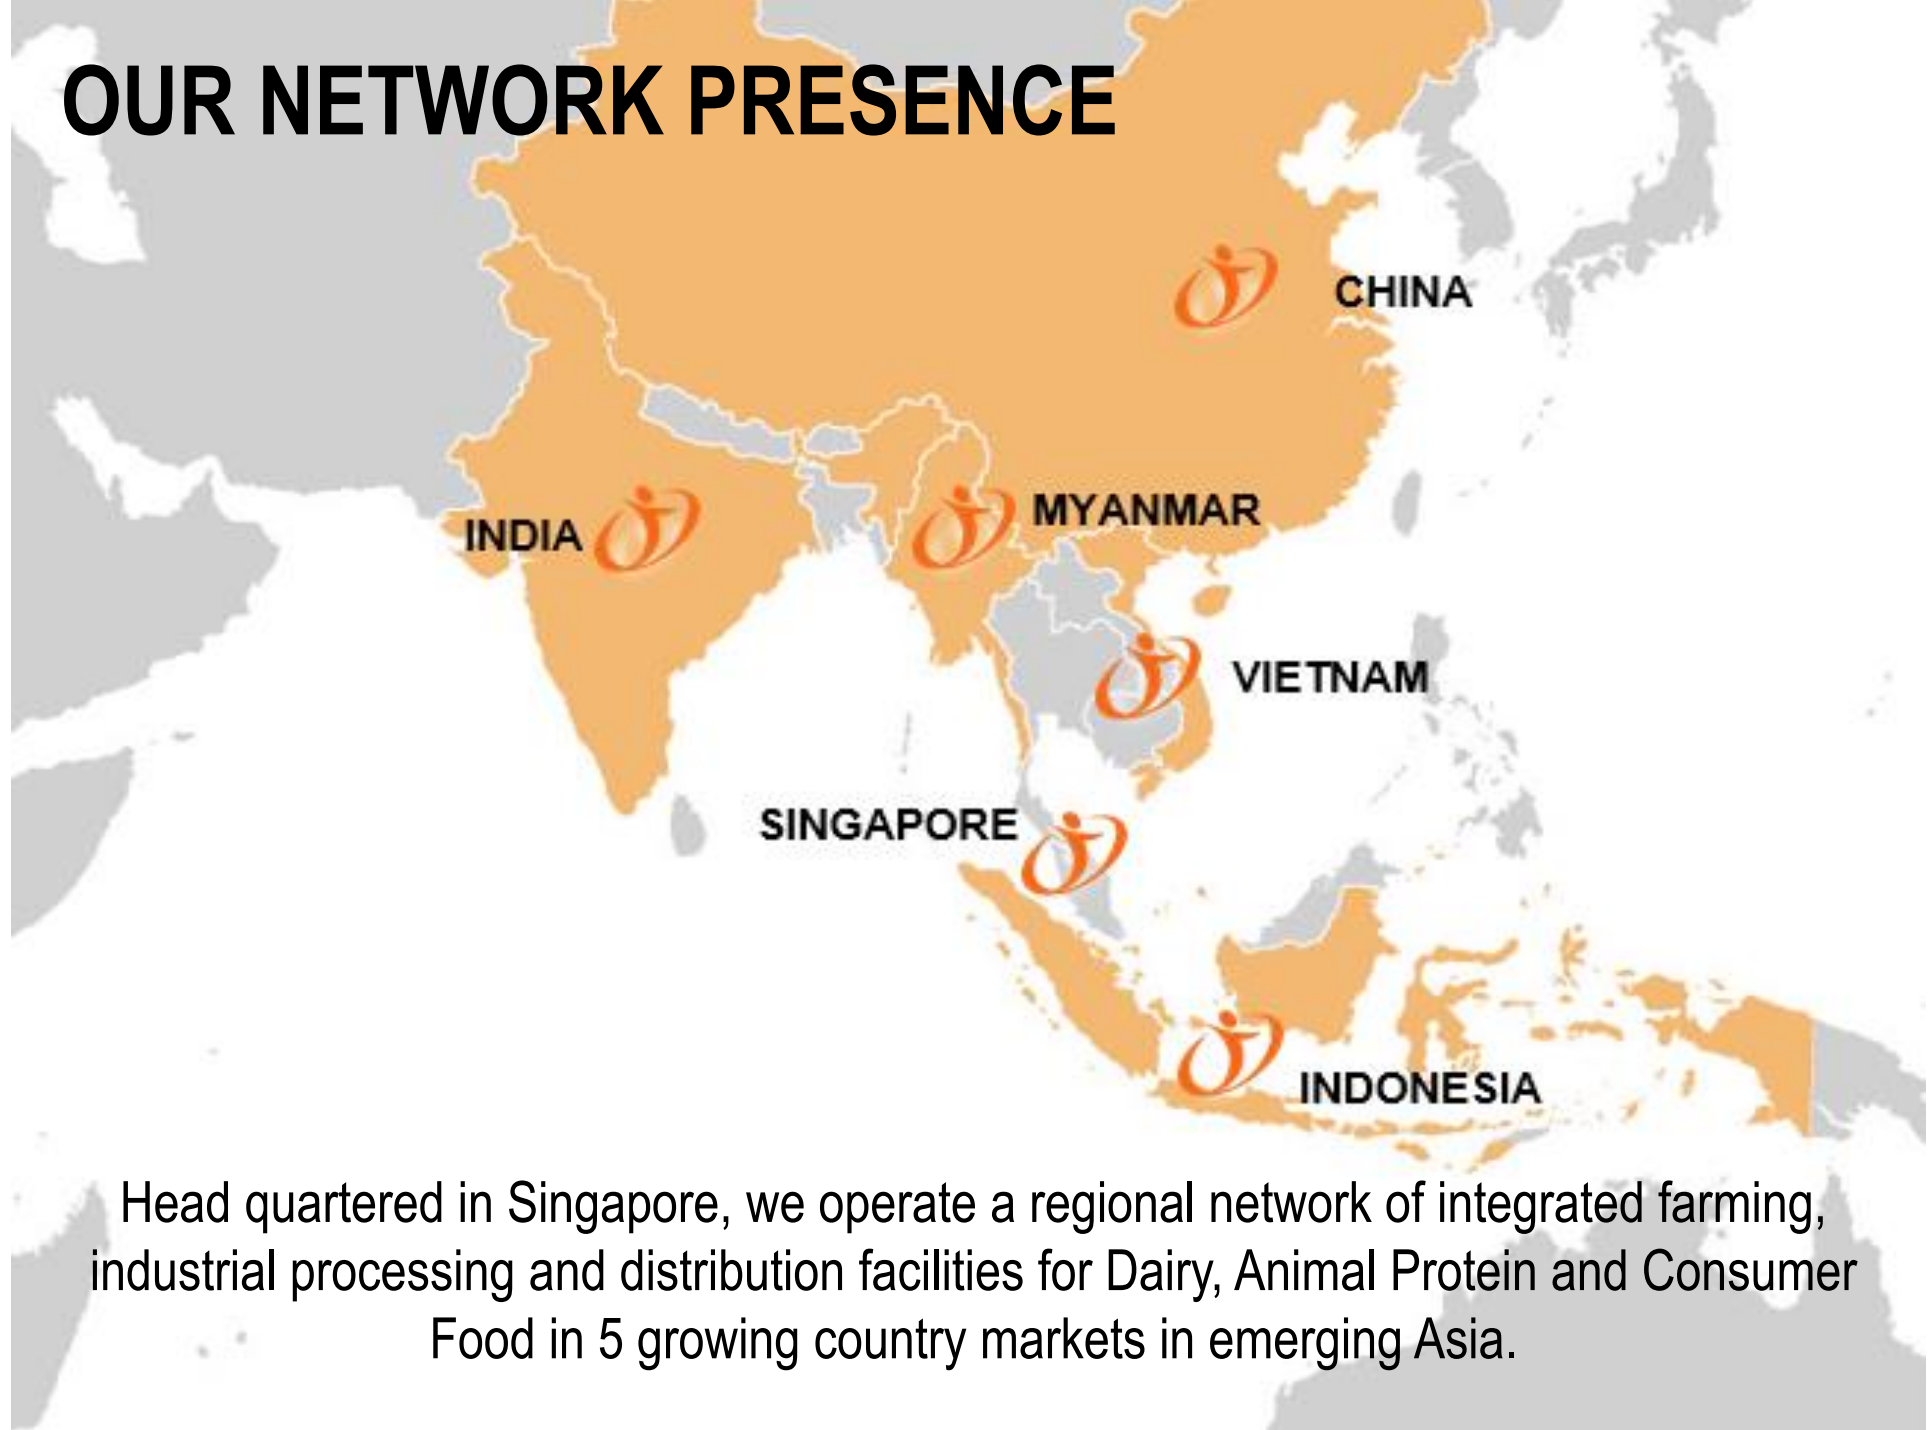 OUR NETWORK PRESENCE
CHINA
MYANMAR
INDIA
VIETNAM
SINGAPORE
INDONESIA
Head quartered in Singapore, we operate a regional network of integrated farming,
industrial processing and distribution facilities for Dairy, Animal Protein and Consumer
Food in 5 growing country markets in emerging Asia.